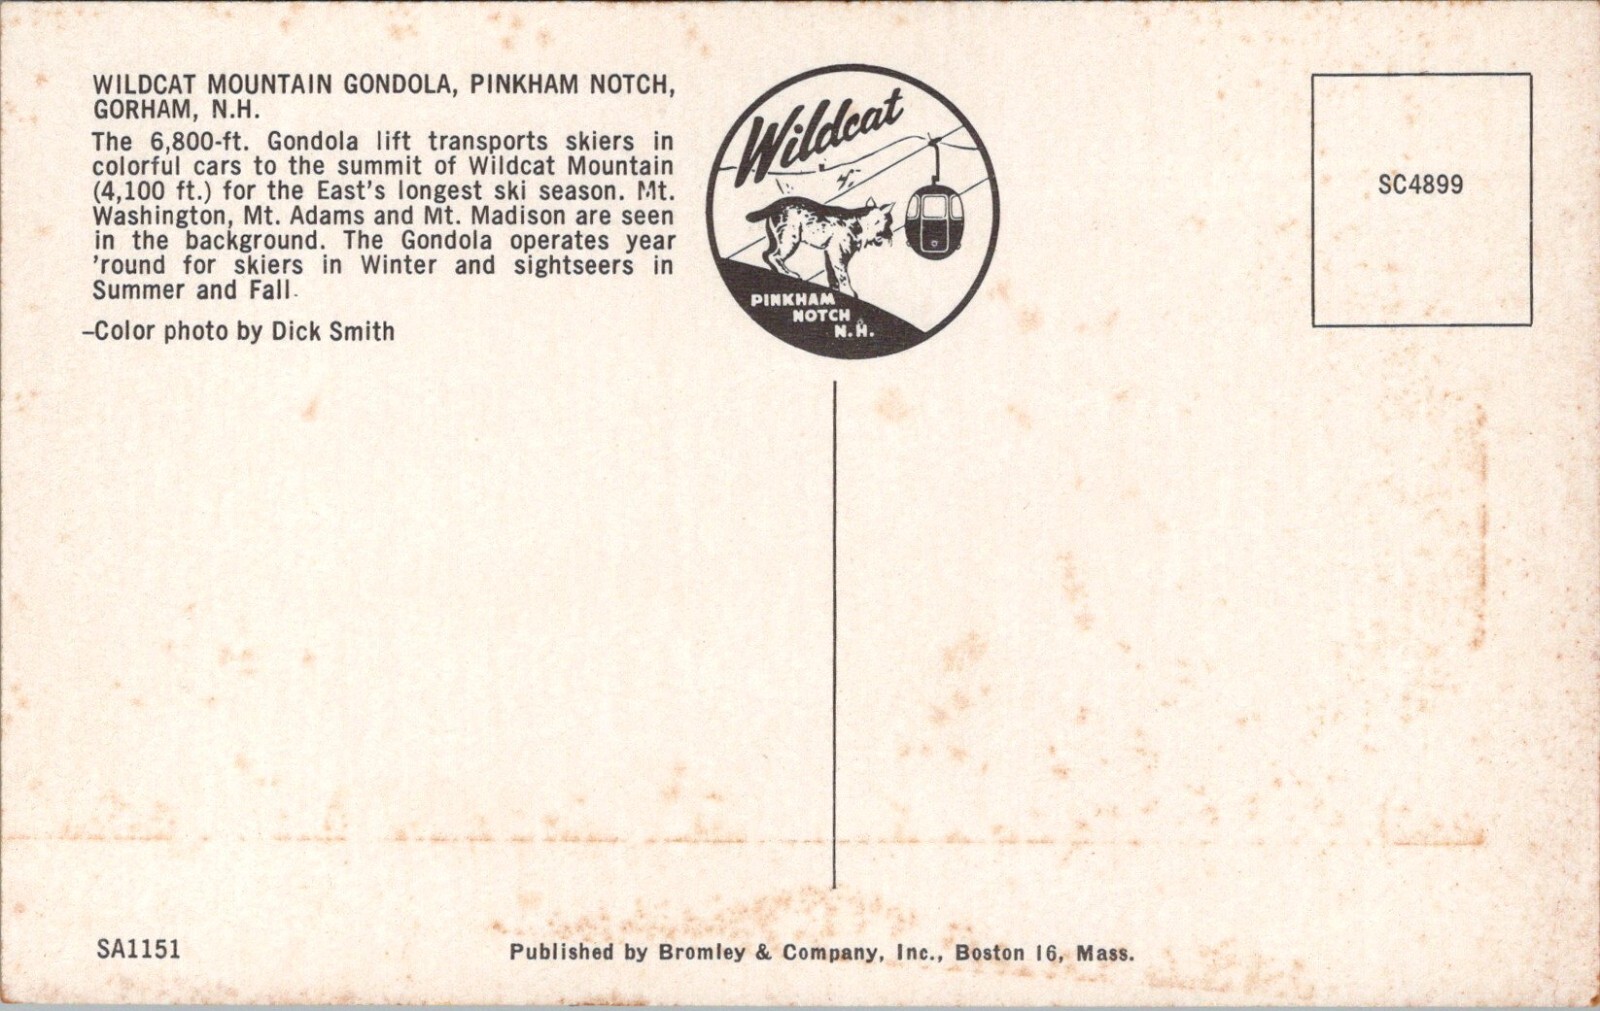 WILDCAT MOUNTAIN GONDOLA, PINKHAM NOTCH,
GORHAM, N.H.
The 6,800-ft. Gondola lift transports skiers in
colorful cars to the summit of Wildcat Mountain
(4,100 ft.) for the East's longest ski season. Mt.
Washington, Mt. Adams and Mt. Madison are seen
in the background. The Gondola operates year
'round for skiers in Winter and sightseers in
Summer and Fall.
–Color photo by Dick Smith
Wildcat
PINKHAM
NOTCH
N.H.
SC4899
SA1151
Published by Bromley & Company, Inc., Boston 16, Mass.